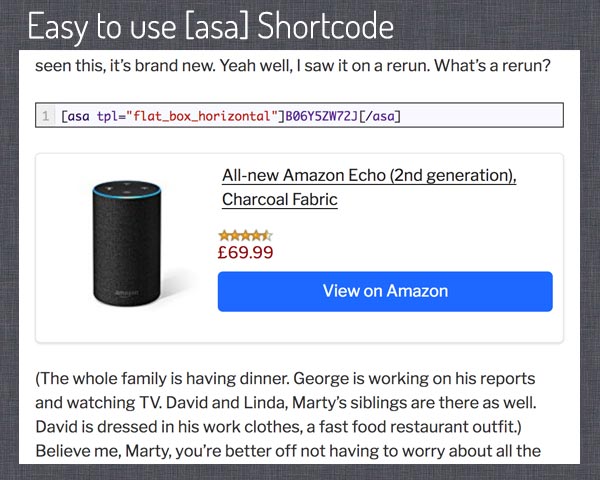 Easy to use [asa] Shortcode
seen this, it's brand new. Yeah well, I saw it on a rerun. What's a rerun?
1 [asa tpl="flat_box_horizontal"]B06Y5ZW72J[/asa]
All-new Amazon Echo (2nd generation),
Charcoal Fabric
£69.99
View on Amazon
amazon
(The whole family is having dinner. George is working on his reports
and watching TV. David and Linda, Marty's siblings are there as well.
David is dressed in his work clothes, a fast food restaurant outfit.)
Believe me, Marty, you're better off not having to worry about all the